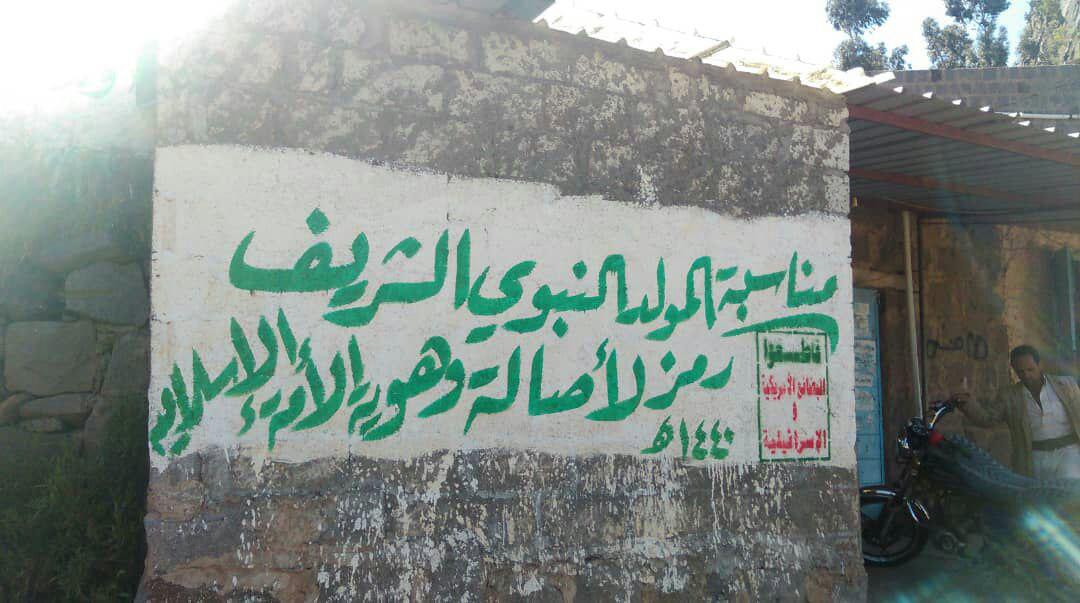 مناسبة المولد النبوي الشريف
رمز لأصالة وهوية الأمة الإسلامية
١٤٤٠هـ
قاطعوا
البضائع الأمريكية
و
الإسرائيلية